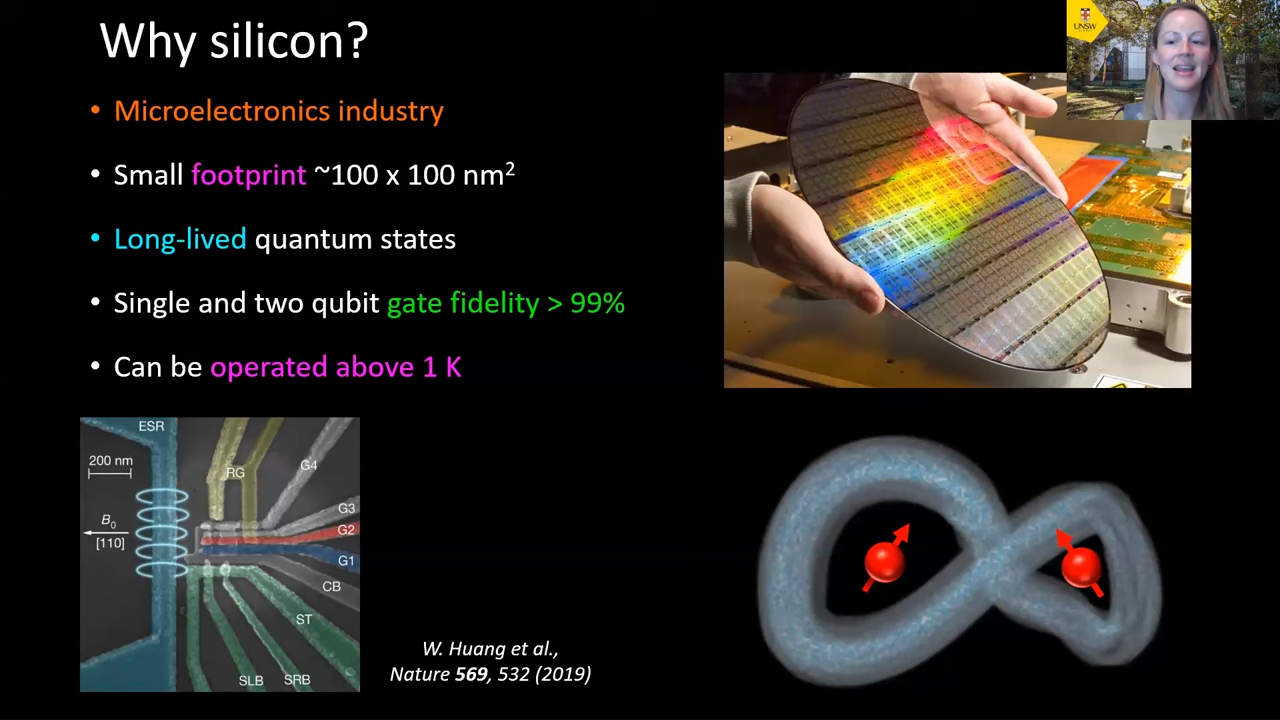 Why silicon?
UNSW
• Microelectronics industry
• Small footprint ~100 x 100 nm²
• Long-lived quantum states
• Single and two qubit gate fidelity > 99%
• Can be operated above 1 K
ESR
200 nm
RG
G4
G3
B₀
G2
[110]
G1
CB
ST
SLB
SRB
W. Huang et al.,
Nature 569, 532 (2019)